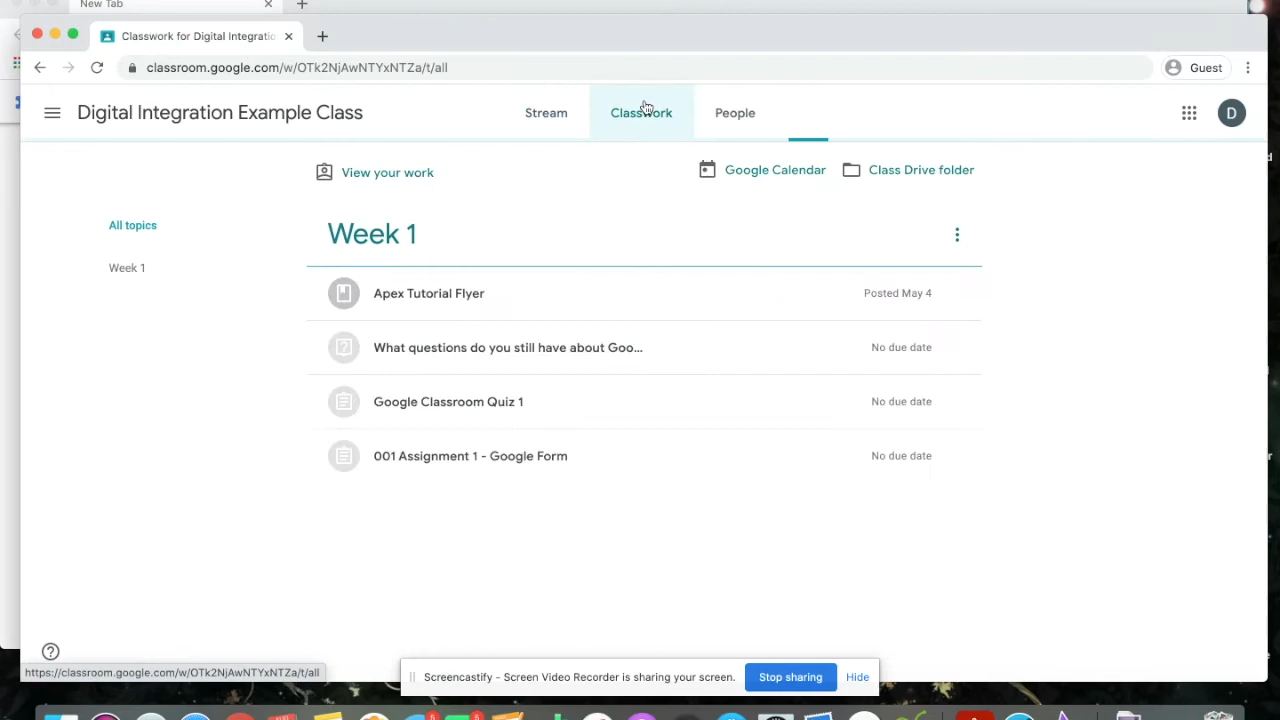 New Tab
Classwork for Digital Integratio
classroom.google.com/w/OTk2NjAwNTYxNTZa/t/all
Guest
Digital Integration Example Class
Stream
Classwork
People
D
View your work
Google Calendar
Class Drive folder
All topics
Week 1
Week 1
Apex Tutorial Flyer
Posted May 4
What questions do you still have about Goo...
No due date
Google Classroom Quiz 1
No due date
001 Assignment 1 - Google Form
No due date
https://classroom.google.com/w/OTk2NjAwNTYxNTZa/t/all
Screencastify - Screen Video Recorder is sharing your screen.
Stop sharing
Hide